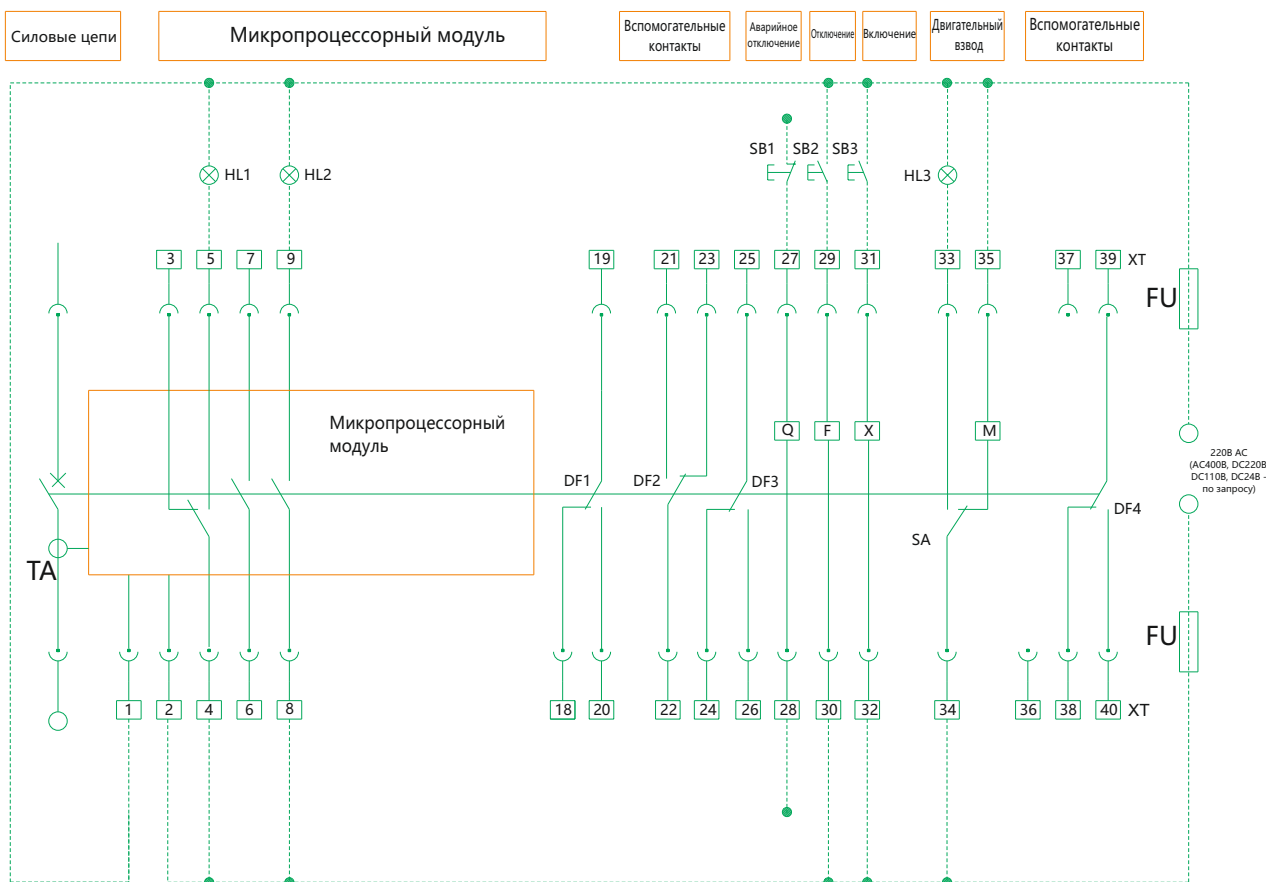 Силовые цепи
Микропроцессорный модуль
Вспомогательные
контакты
Аварийное
отключение
Отключение
Включение
Двигательный
взвод
Вспомогательные
контакты
SB1 SB2 SB3
HL1 HL2 HL3
3 5 7 9 19 21 23 25 27 29 31 33 35 37 39 XT
FU
Микропроцессорный
модуль
Q F X M
220В AC
(AC400В, DC220В
DC110В, DC24В -
по запросу)
DF1 DF2 DF3
DF4
SA
TA
FU
1 2 4 6 8 18 20 22 24 26 28 30 32 34 36 38 40 XT